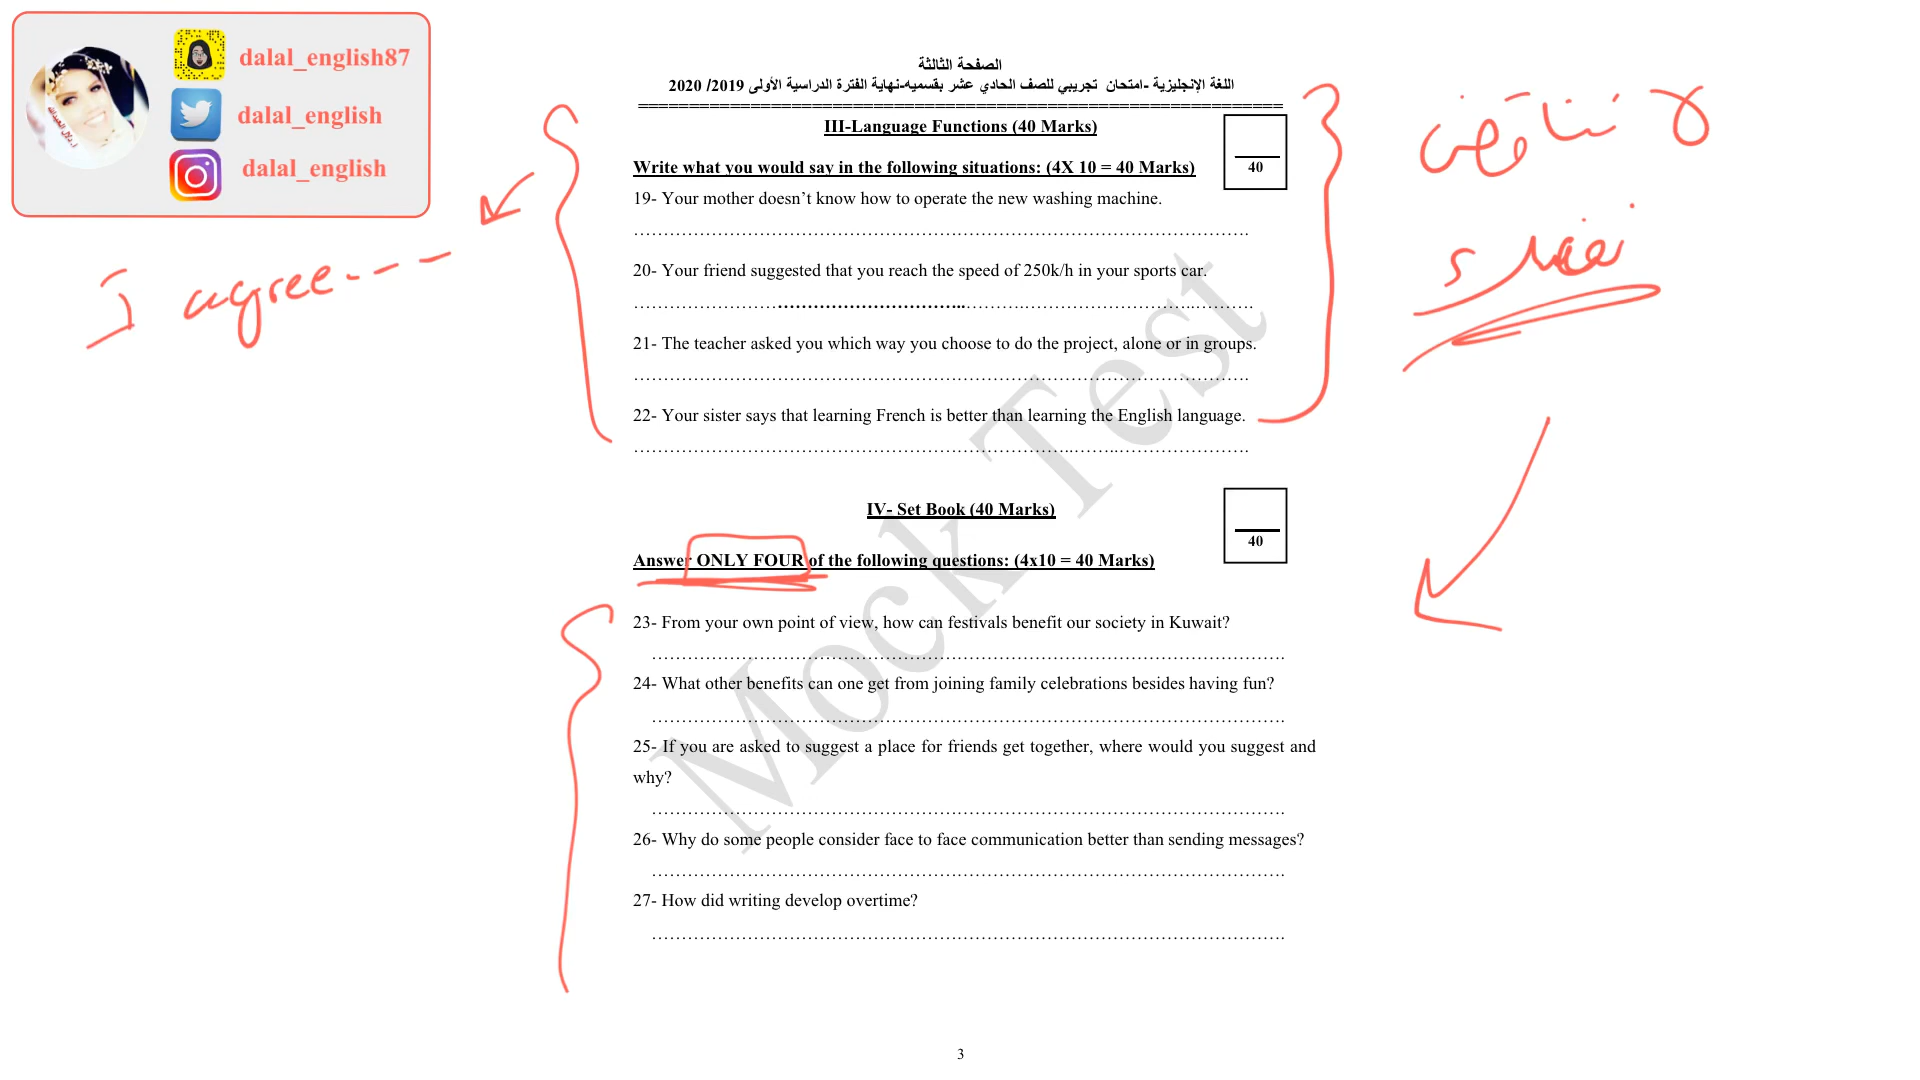 dalal_english87
dalal_english
dalal_english
الصفحة الثالثة
اللغة الإنجليزية -امتحان تجريبي للصف الحادي عشر بقسميه-نهاية الفترة الدراسية الأولى 2019/ 2020
III-Language Functions (40 Marks)
40
Write what you would say in the following situations: (4X 10 = 40 Marks)
19- Your mother doesn’t know how to operate the new washing machine.
20- Your friend suggested that you reach the speed of 250k/h in your sports car.
21- The teacher asked you which way you choose to do the project, alone or in groups.
22- Your sister says that learning French is better than learning the English language.
I agree - - -
لا
IV- Set Book (40 Marks)
40
Answer ONLY FOUR of the following questions: (4x10 = 40 Marks)
23- From your own point of view, how can festivals benefit our society in Kuwait?
24- What other benefits can one get from joining family celebrations besides having fun?
25- If you are asked to suggest a place for friends get together, where would you suggest and
why?
26- Why do some people consider face to face communication better than sending messages?
27- How did writing develop overtime?
Mock Test
3